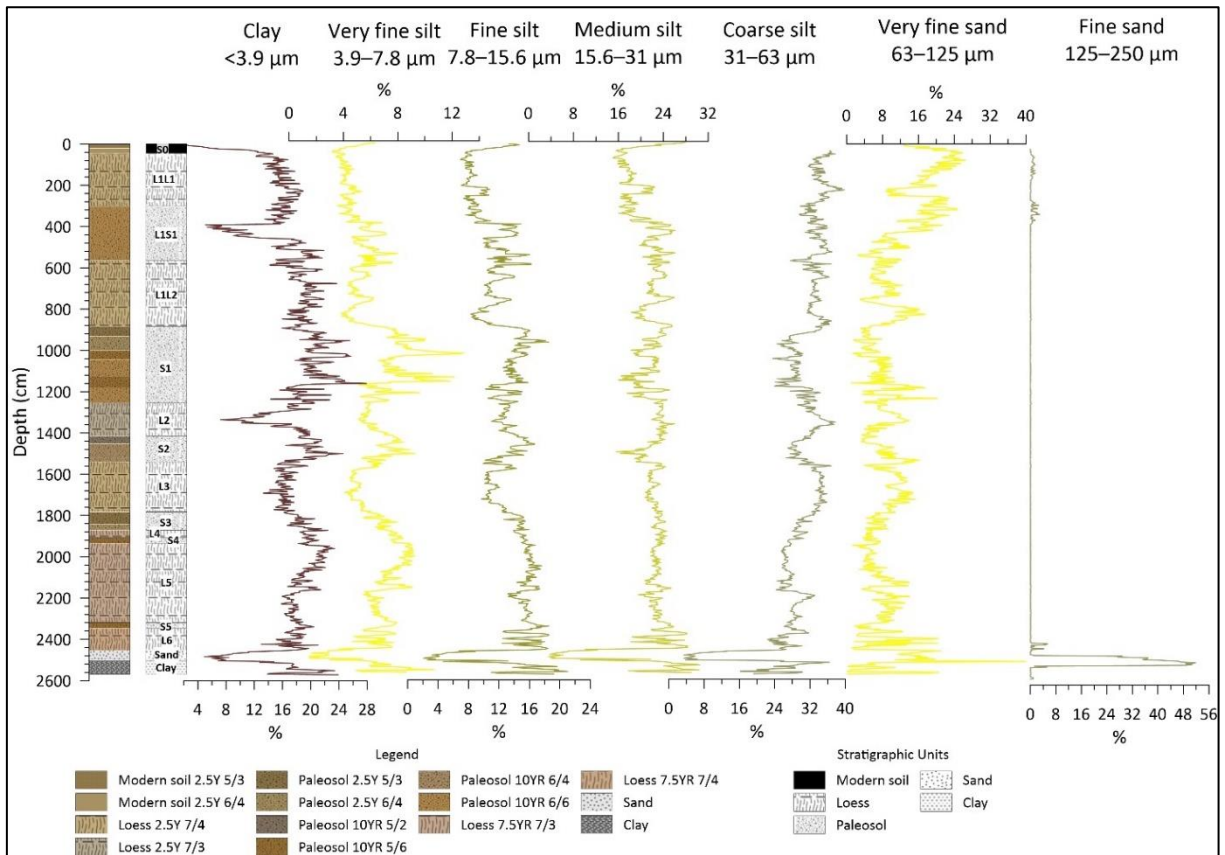 Clay Very fine silt Fine silt Medium silt Coarse silt Very fine sand Fine sand
<3.9 µm 3.9–7.8 µm 7.8–15.6 µm 15.6–31 µm 31–63 µm 63–125 µm 125–250 µm
% % %
0 4 8 12 0 8 16 24 32 0 8 16 24 32 40
Depth (cm)
0
200
400
600
800
1000
1200
1400
1600
1800
2000
2200
2400
2600
S0
L1L1
L1S1
L1L2
S1
L2
S2
L3
S3
L4
S4
L5
S5
L6
Sand
Clay
4 8 12 16 20 24 28 0 4 8 12 16 20 24 0 8 16 24 32 40 0 8 16 24 32 40 48 56
% % % %
Legend
Modern soil 2.5Y 5/3
Modern soil 2.5Y 6/4
Loess 2.5Y 7/4
Loess 2.5Y 7/3
Paleosol 2.5Y 5/3
Paleosol 2.5Y 6/4
Paleosol 10YR 5/2
Paleosol 10YR 5/6
Paleosol 10YR 6/4
Paleosol 10YR 6/6
Loess 7.5YR 7/3
Loess 7.5YR 7/4
Sand
Clay
Stratigraphic Units
Modern soil
Loess
Paleosol
Sand
Clay